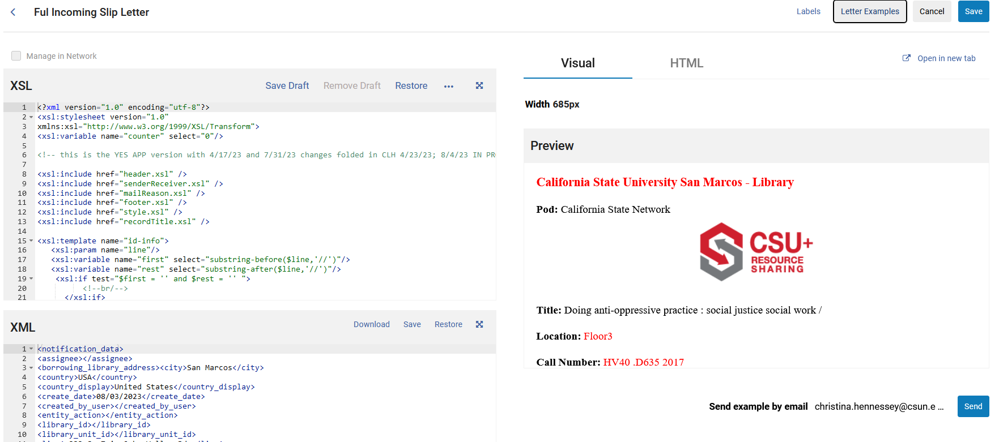 Ful Incoming Slip Letter
Labels
Letter Examples
Cancel
Save
Manage in Network
XSL
Save Draft
Remove Draft
Restore
...
1 <?xml version="1.0" encoding="utf-8"?>
2 <xsl:stylesheet version="1.0"
3 xmlns:xsl="http://www.w3.org/1999/XSL/Transform">
4 <xsl:variable name="counter" select="0"/>
5
6 <!-- this is the YES APP version with 4/17/23 and 7/31/23 changes folded in CLH 4/23/23; 8/4/23 IN PR
7
8 <xsl:include href="header.xsl" />
9 <xsl:include href="senderReceiver.xsl" />
10 <xsl:include href="mailReason.xsl" />
11 <xsl:include href="footer.xsl" />
12 <xsl:include href="style.xsl" />
13 <xsl:include href="recordTitle.xsl" />
14
15 <xsl:template name="id-info">
16 <xsl:param name="line"/>
17 <xsl:variable name="first" select="substring-before($line,'//')"/>
18 <xsl:variable name="rest" select="substring-after($line,'//')"/>
19 <xsl:if test="$first = '' and $rest = '' ">
20 <!--br/-->
21 </xsl:if>
XML
Download
Save
Restore
1 <notification_data>
2 <assignee></assignee>
3 <borrowing_library_address><city>San Marcos</city>
4 <country>USA</country>
5 <country_display>United States</country_display>
6 <create_date>08/03/2023</create_date>
7 <created_by_user></created_by_user>
8 <entity_action></entity_action>
9 <library_id></library_id>
10 <library_unit_id></library_unit_id>
Visual
HTML
Open in new tab
Width 685px
Preview
California State University San Marcos - Library
Pod: California State Network
CSU+
RESOURCE
SHARING
Title: Doing anti-oppressive practice : social justice social work /
Location: Floor3
Call Number: HV40 .D635 2017
Send example by email christina.hennessey@csun.e ...
Send